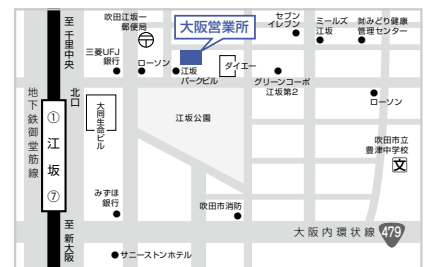 至 千里中央
吹田江坂一
郵便局
大阪営業所
セブン
イレブン
ミールズ
江坂
㈶みどり健康
管理センター
三菱UFJ
銀行
ローソン
江坂
パークビル
ダイエー
グリーンコーポ
江坂第2
ローソン
地下鉄御堂筋線
北口
① 江坂 ⑦
大同生命ビル
江坂公園
吹田市立
豊津中学校
文
みずほ
銀行
吹田市消防
至 新大阪
大阪内環状線 479
サニーストンホテル